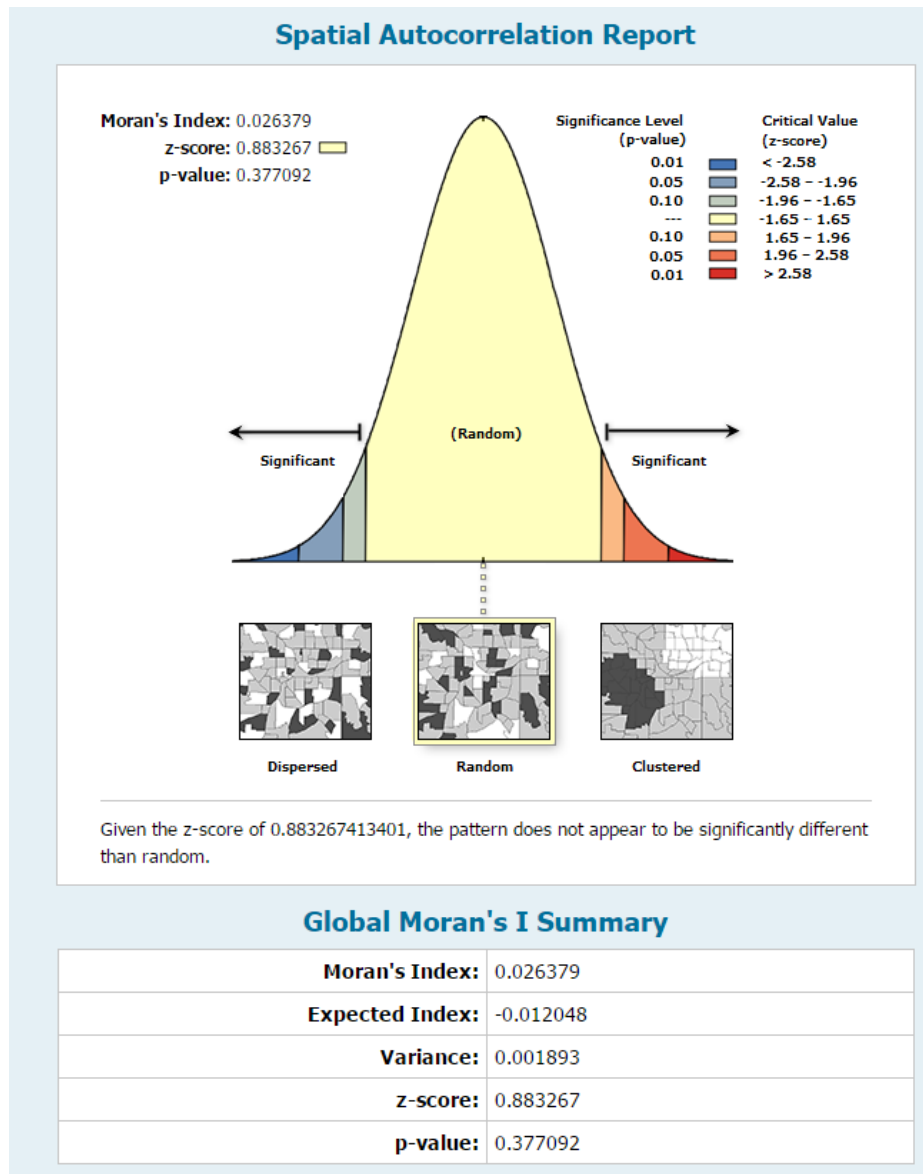 Spatial Autocorrelation Report
Moran's Index: 0.026379
z-score: 0.883267
p-value: 0.377092
Significance Level Critical Value
(p-value) (z-score)
0.01 < -2.58
0.05 -2.58 – -1.96
0.10 -1.96 – -1.65
--- -1.65 – 1.65
0.10 1.65 – 1.96
0.05 1.96 – 2.58
0.01 > 2.58
(Random)
Significant Significant
Dispersed Random Clustered
Given the z-score of 0.883267413401, the pattern does not appear to be significantly different
than random.
Global Moran's I Summary
Moran's Index: 0.026379
Expected Index: -0.012048
Variance: 0.001893
z-score: 0.883267
p-value: 0.377092